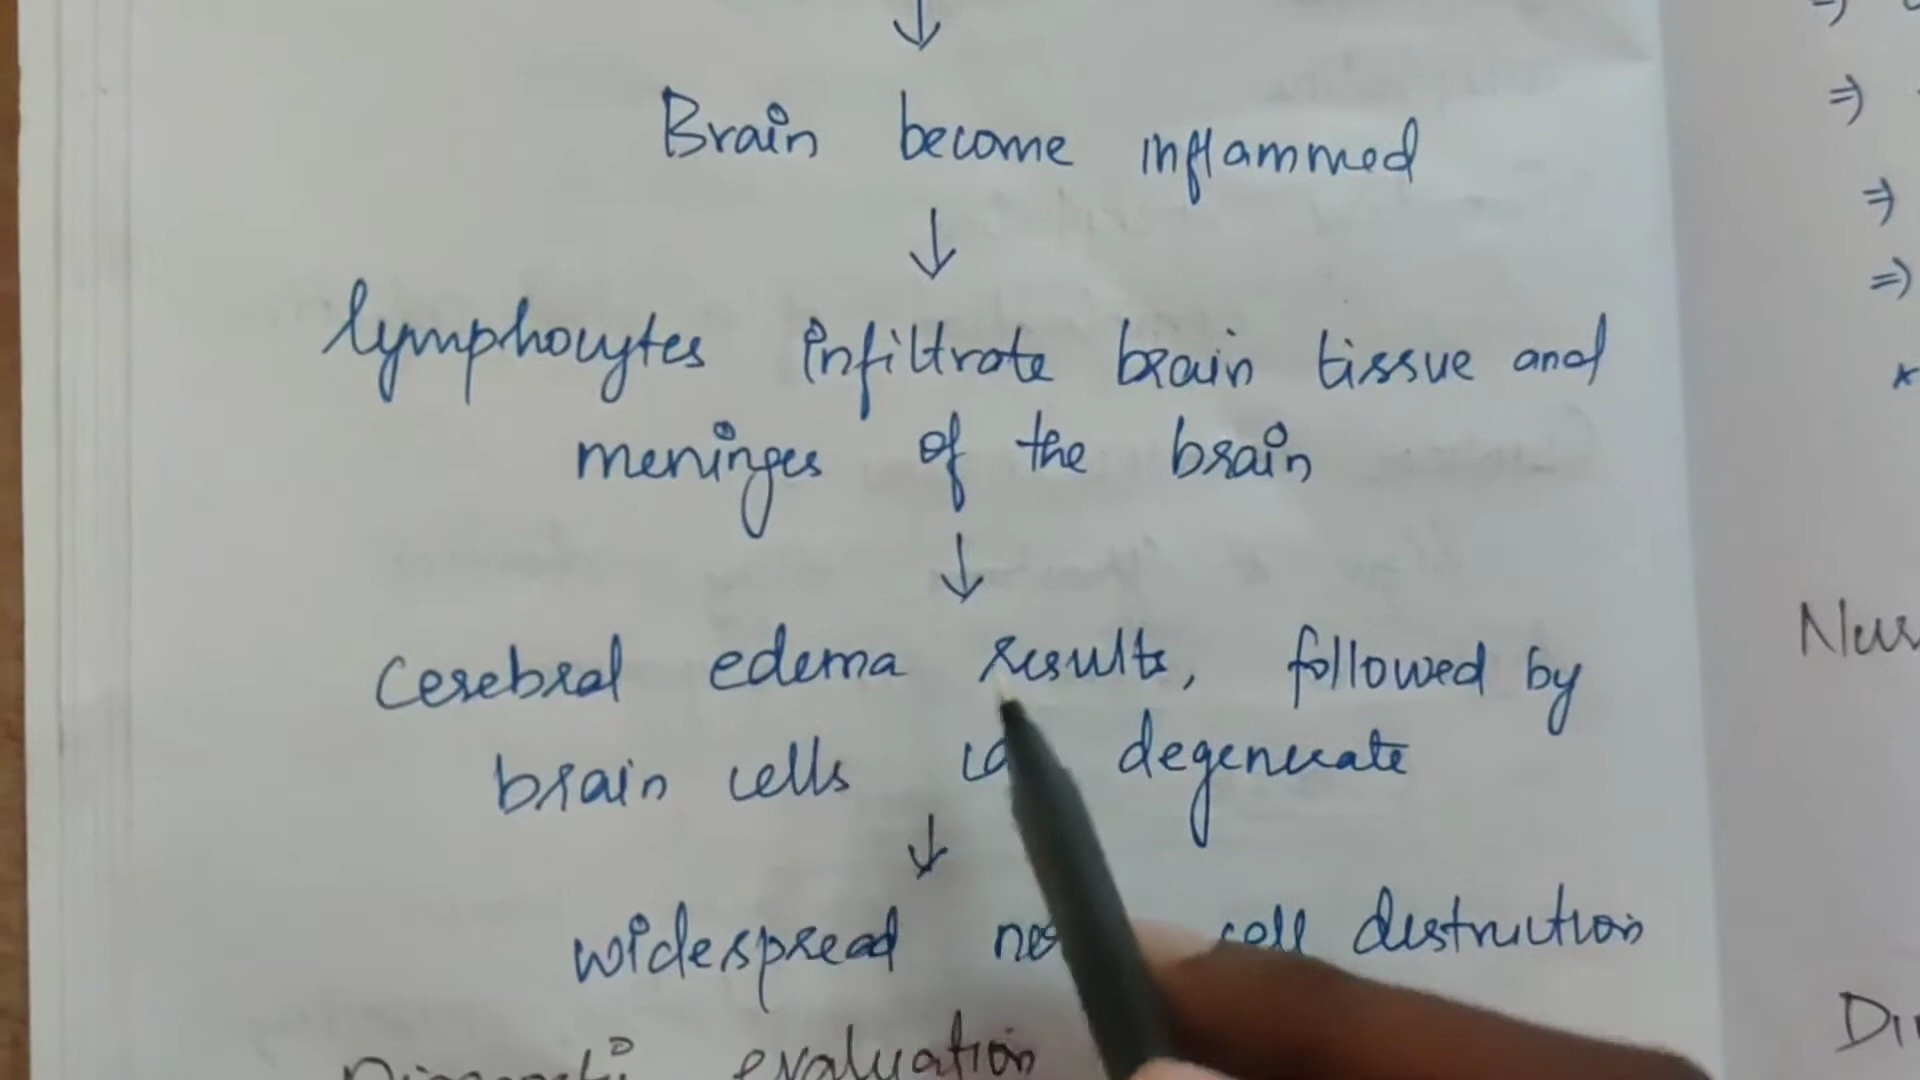 Brain become inflammed
lymphocytes infiltrate brain tissue and
meninges of the brain
cerebral edema results, followed by
brain cells degenerate
widespread cell destruction
evaluation